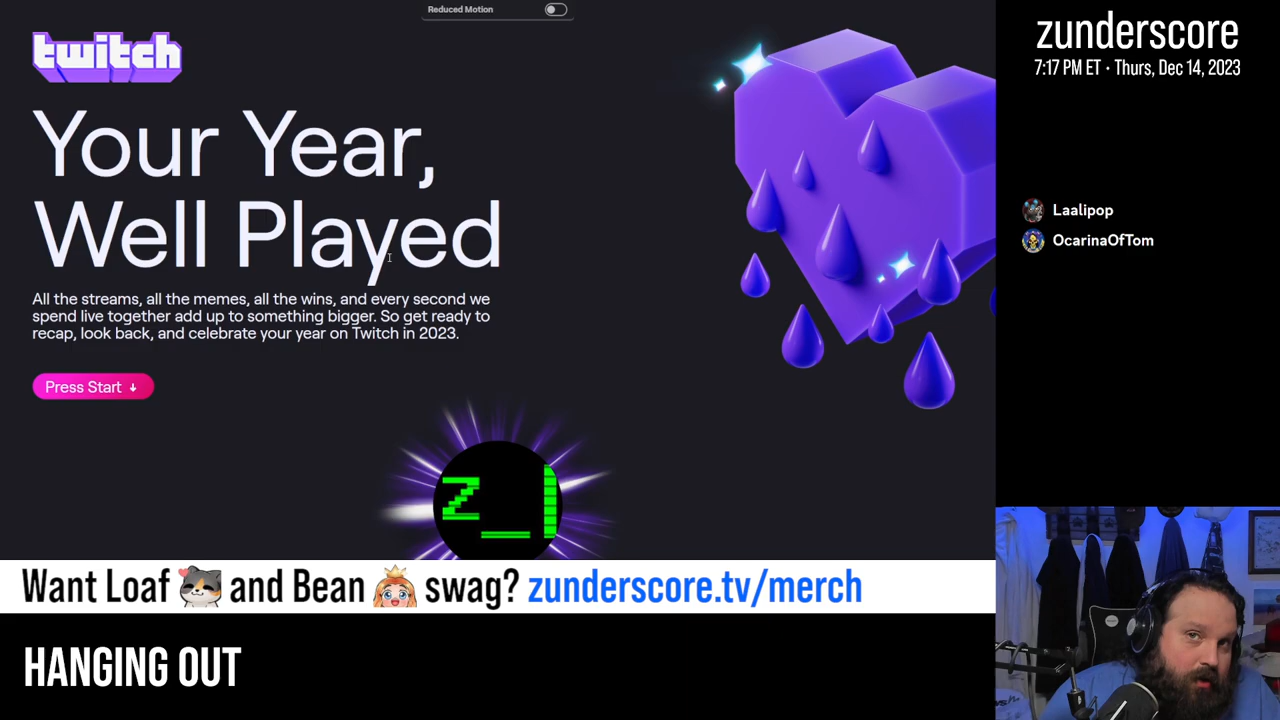 Reduced Motion
twitch
Your Year,
Well Played
All the streams, all the memes, all the wins, and every second we
spend live together add up to something bigger. So get ready to
recap, look back, and celebrate your year on Twitch in 2023.
Press Start ↓
z_
Want Loaf and Bean swag? zunderscore.tv/merch
HANGING OUT
zunderscore
7:17 PM ET • Thurs, Dec 14, 2023
Laalipop
OcarinaOfTom